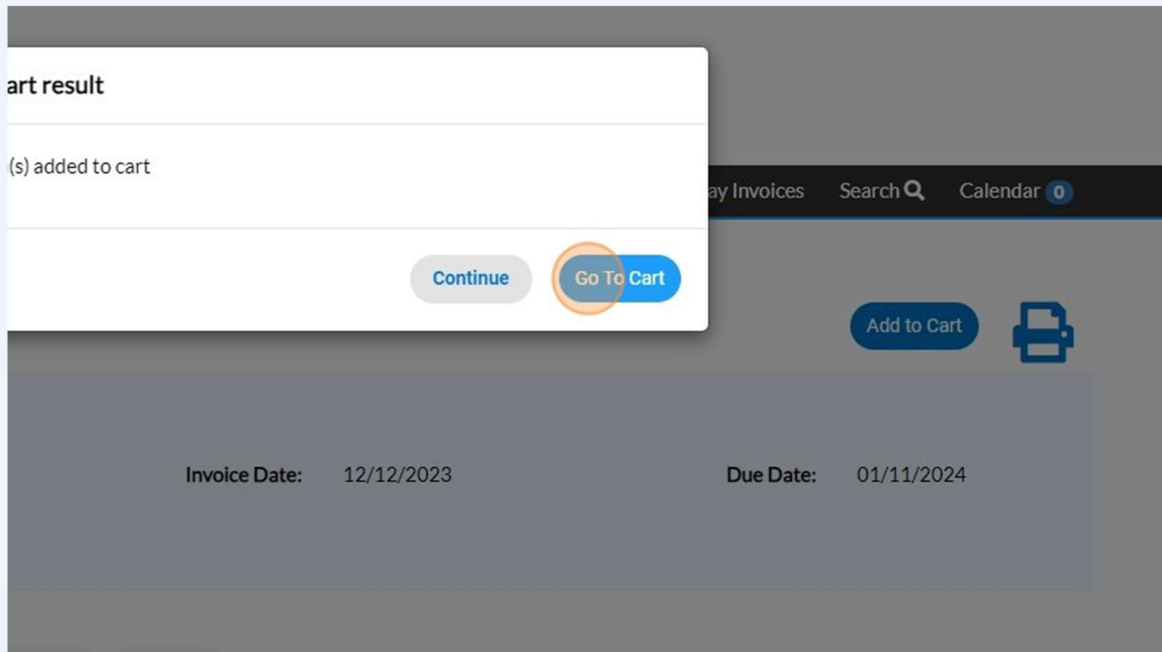 art result
(s) added to cart
ay Invoices Search Calendar 0
Continue Go To Cart
Add to Cart
Invoice Date: 12/12/2023 Due Date: 01/11/2024